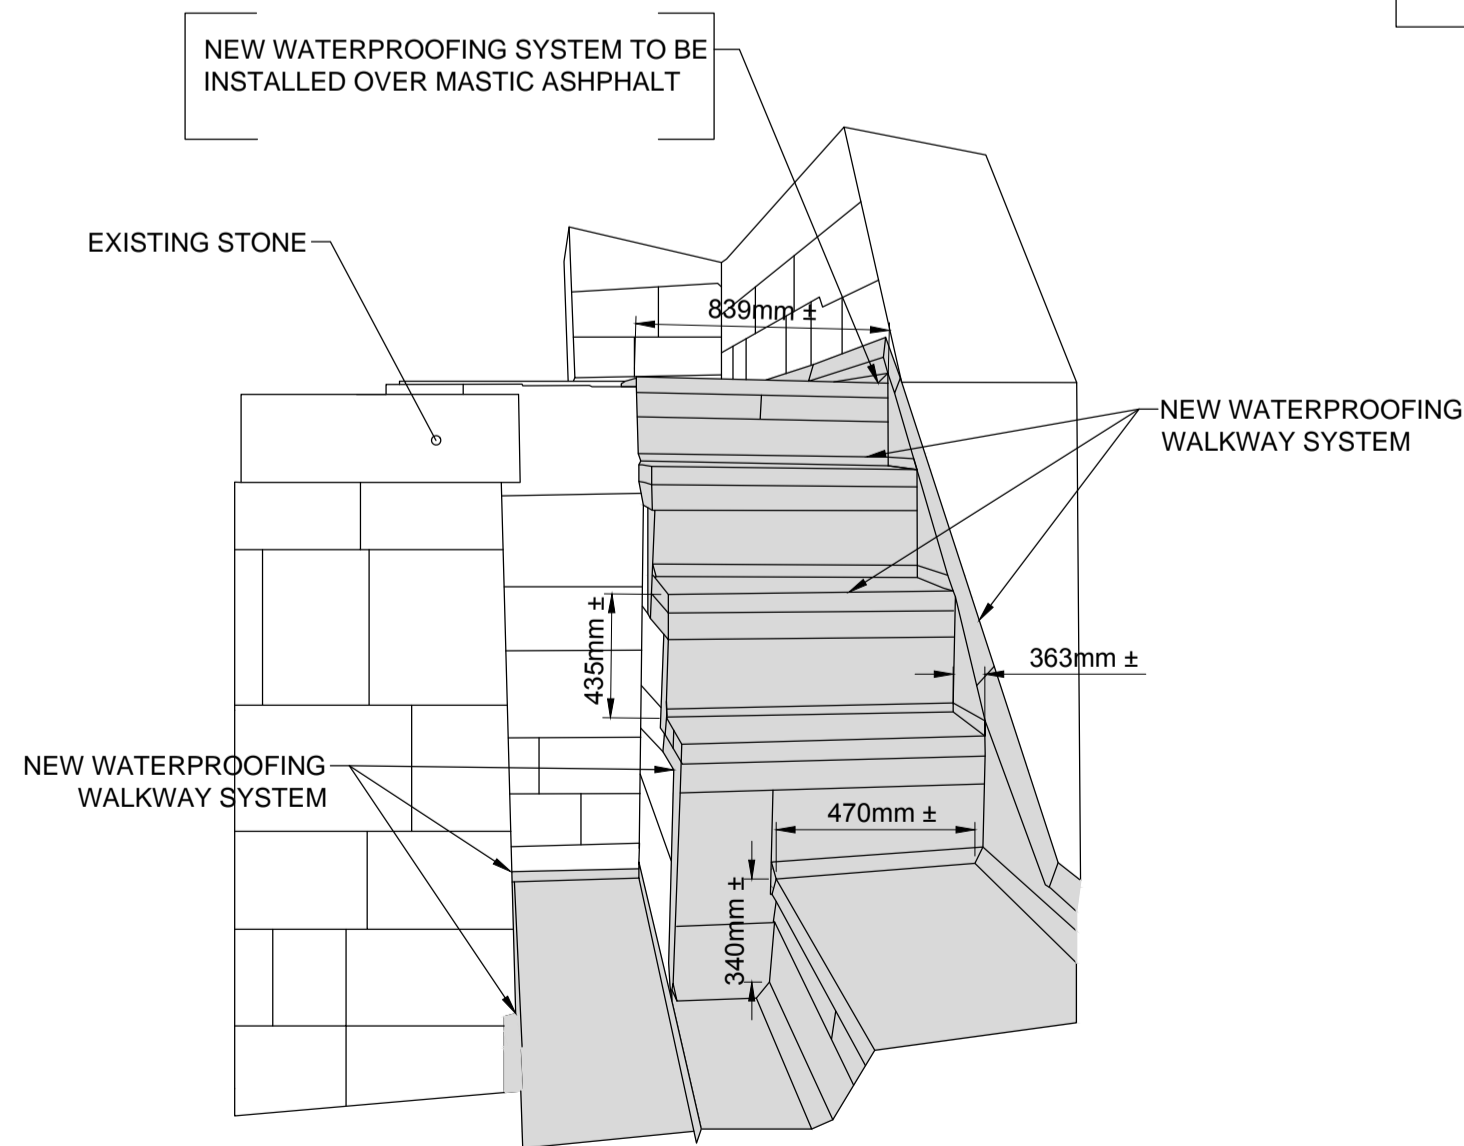 NEW WATERPROOFING SYSTEM TO BE
INSTALLED OVER MASTIC ASHPHALT
EXISTING STONE
839mm ±
NEW WATERPROOFING
WALKWAY SYSTEM
435mm ±
363mm ±
NEW WATERPROOFING
WALKWAY SYSTEM
470mm ±
340mm ±